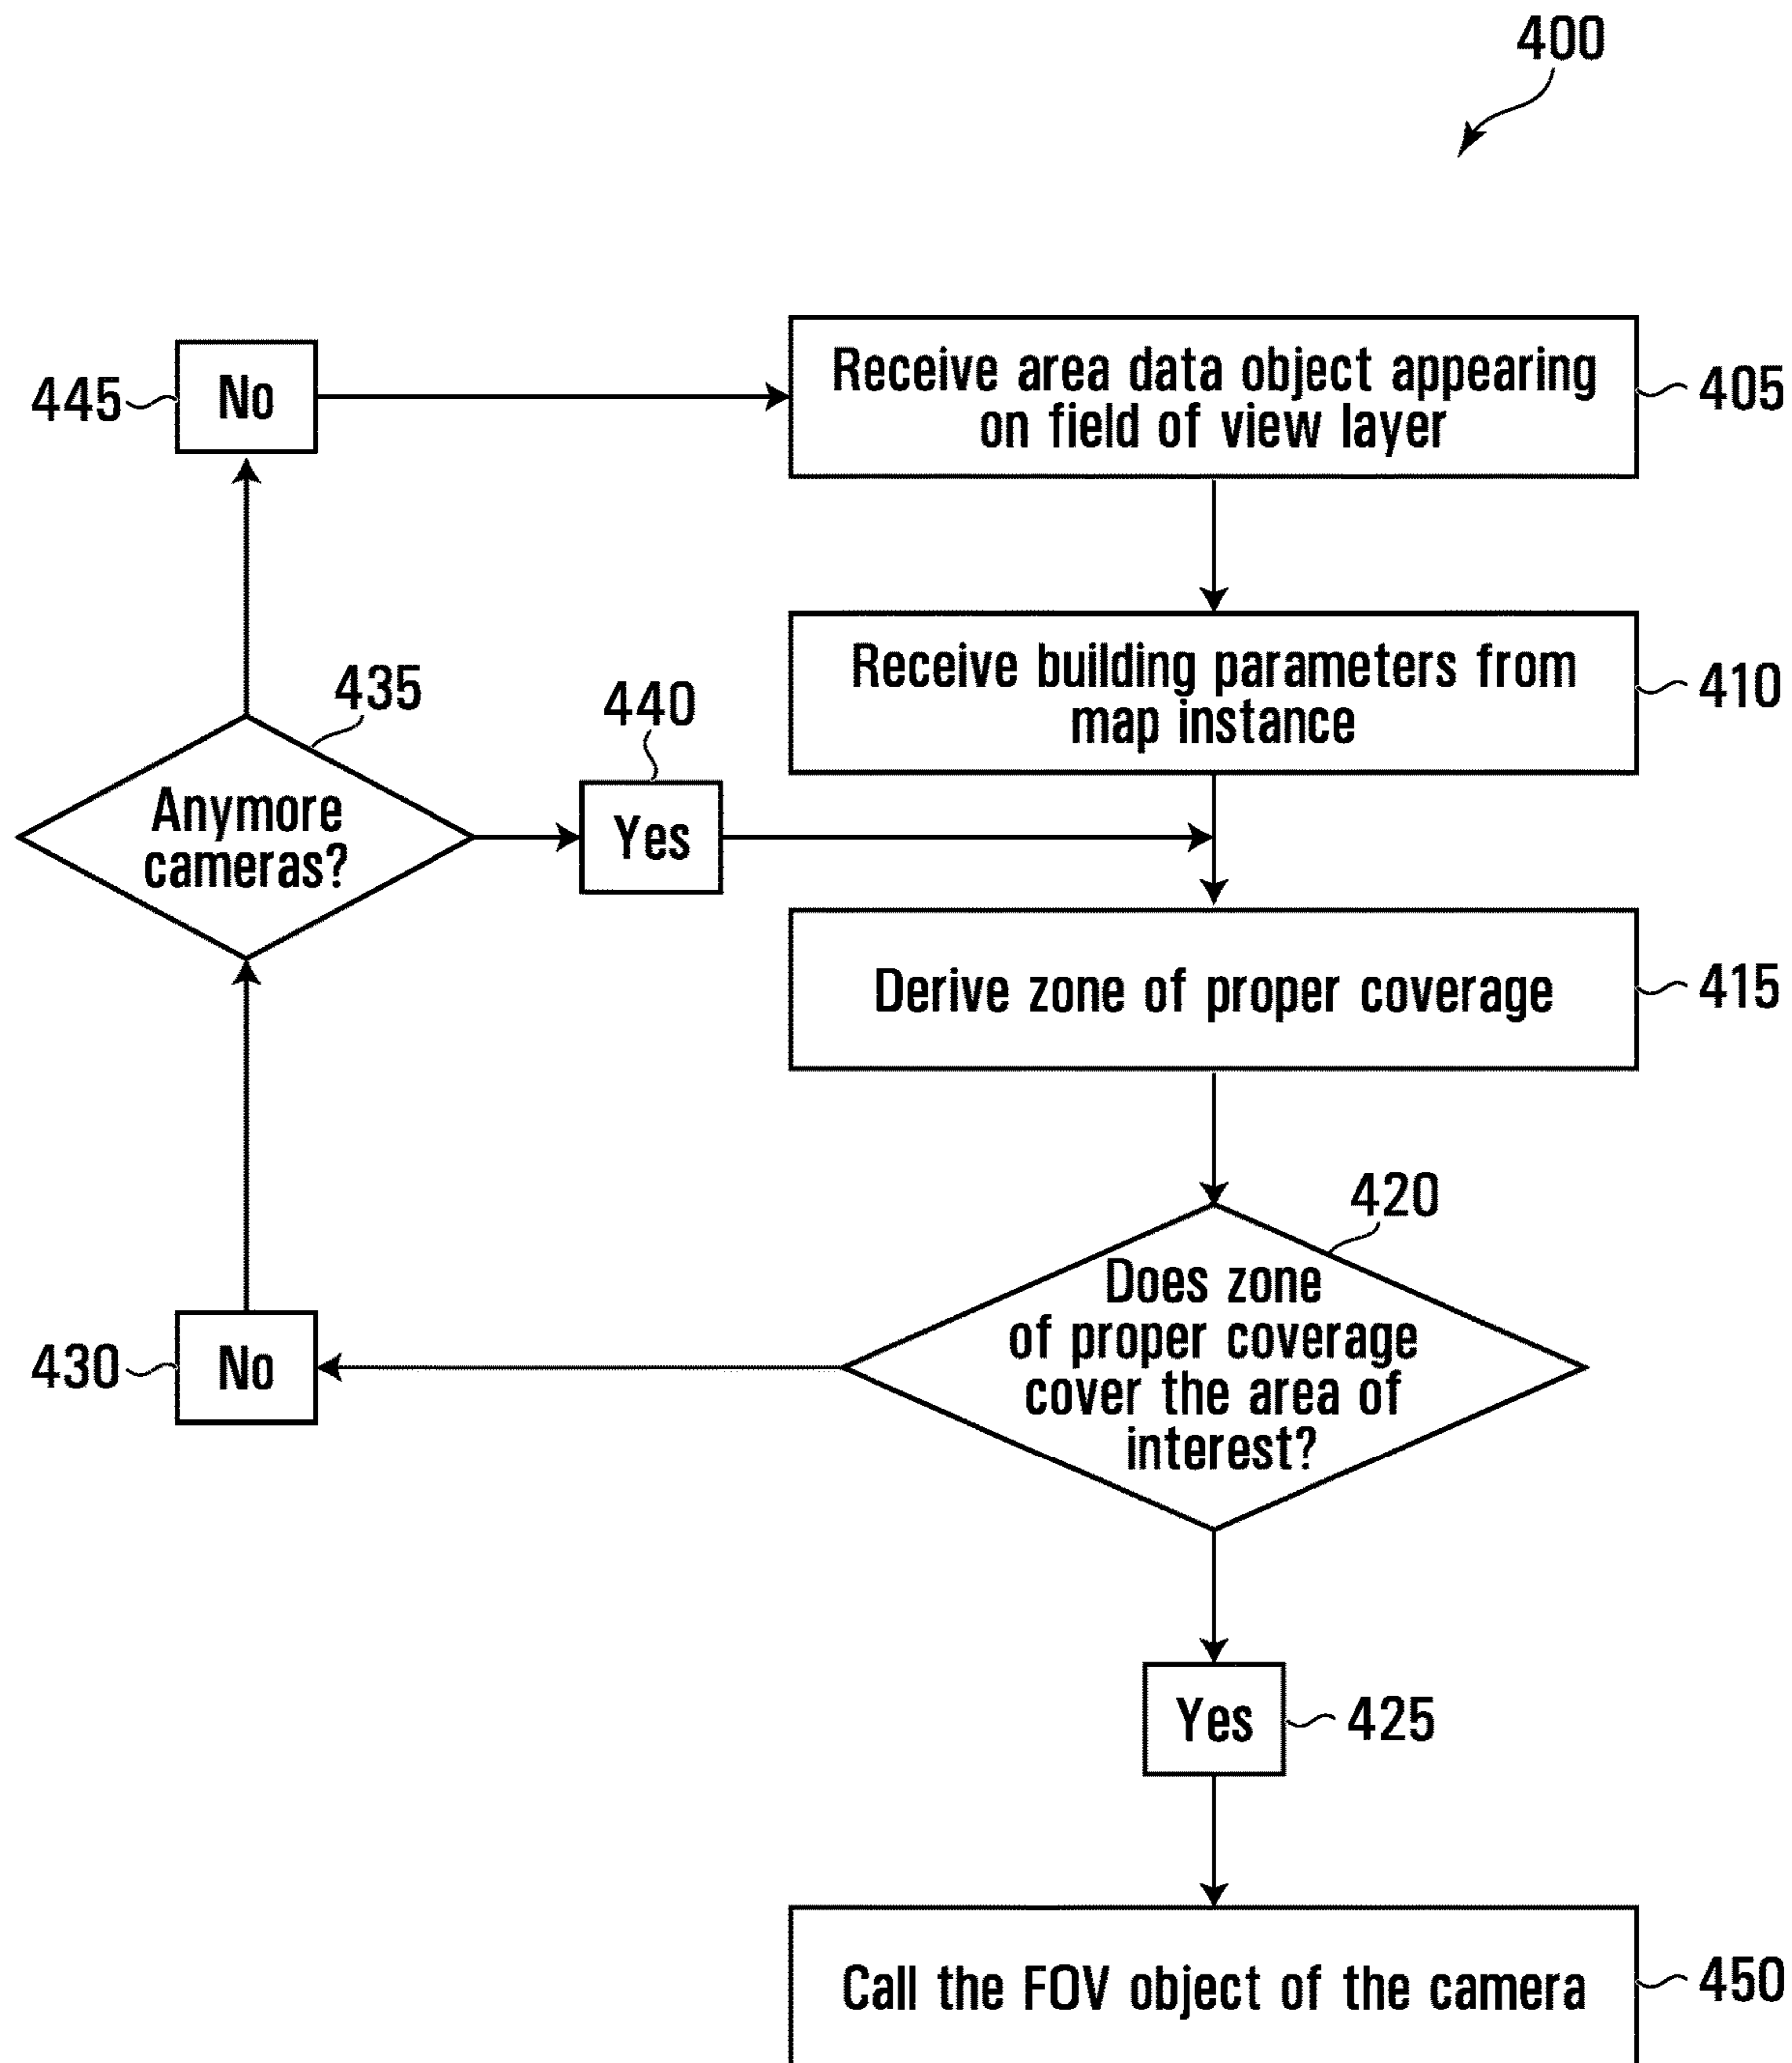 400
445
No
Receive area data object appearing
on field of view layer
405
Receive building parameters from
map instance
410
435
Anymore
cameras?
440
Yes
Derive zone of proper coverage
415
420
Does zone
of proper coverage
cover the area of
interest?
430
No
Yes
425
Call the FOV object of the camera
450